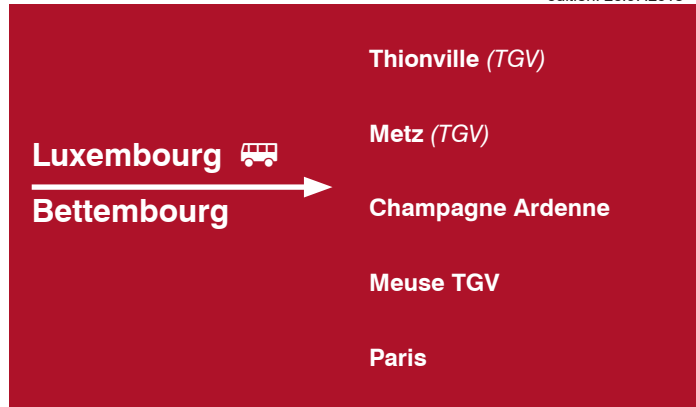 Luxembourg
Bettembourg
Thionville (TGV)
Metz (TGV)
Champagne Ardenne
Meuse TGV
Paris